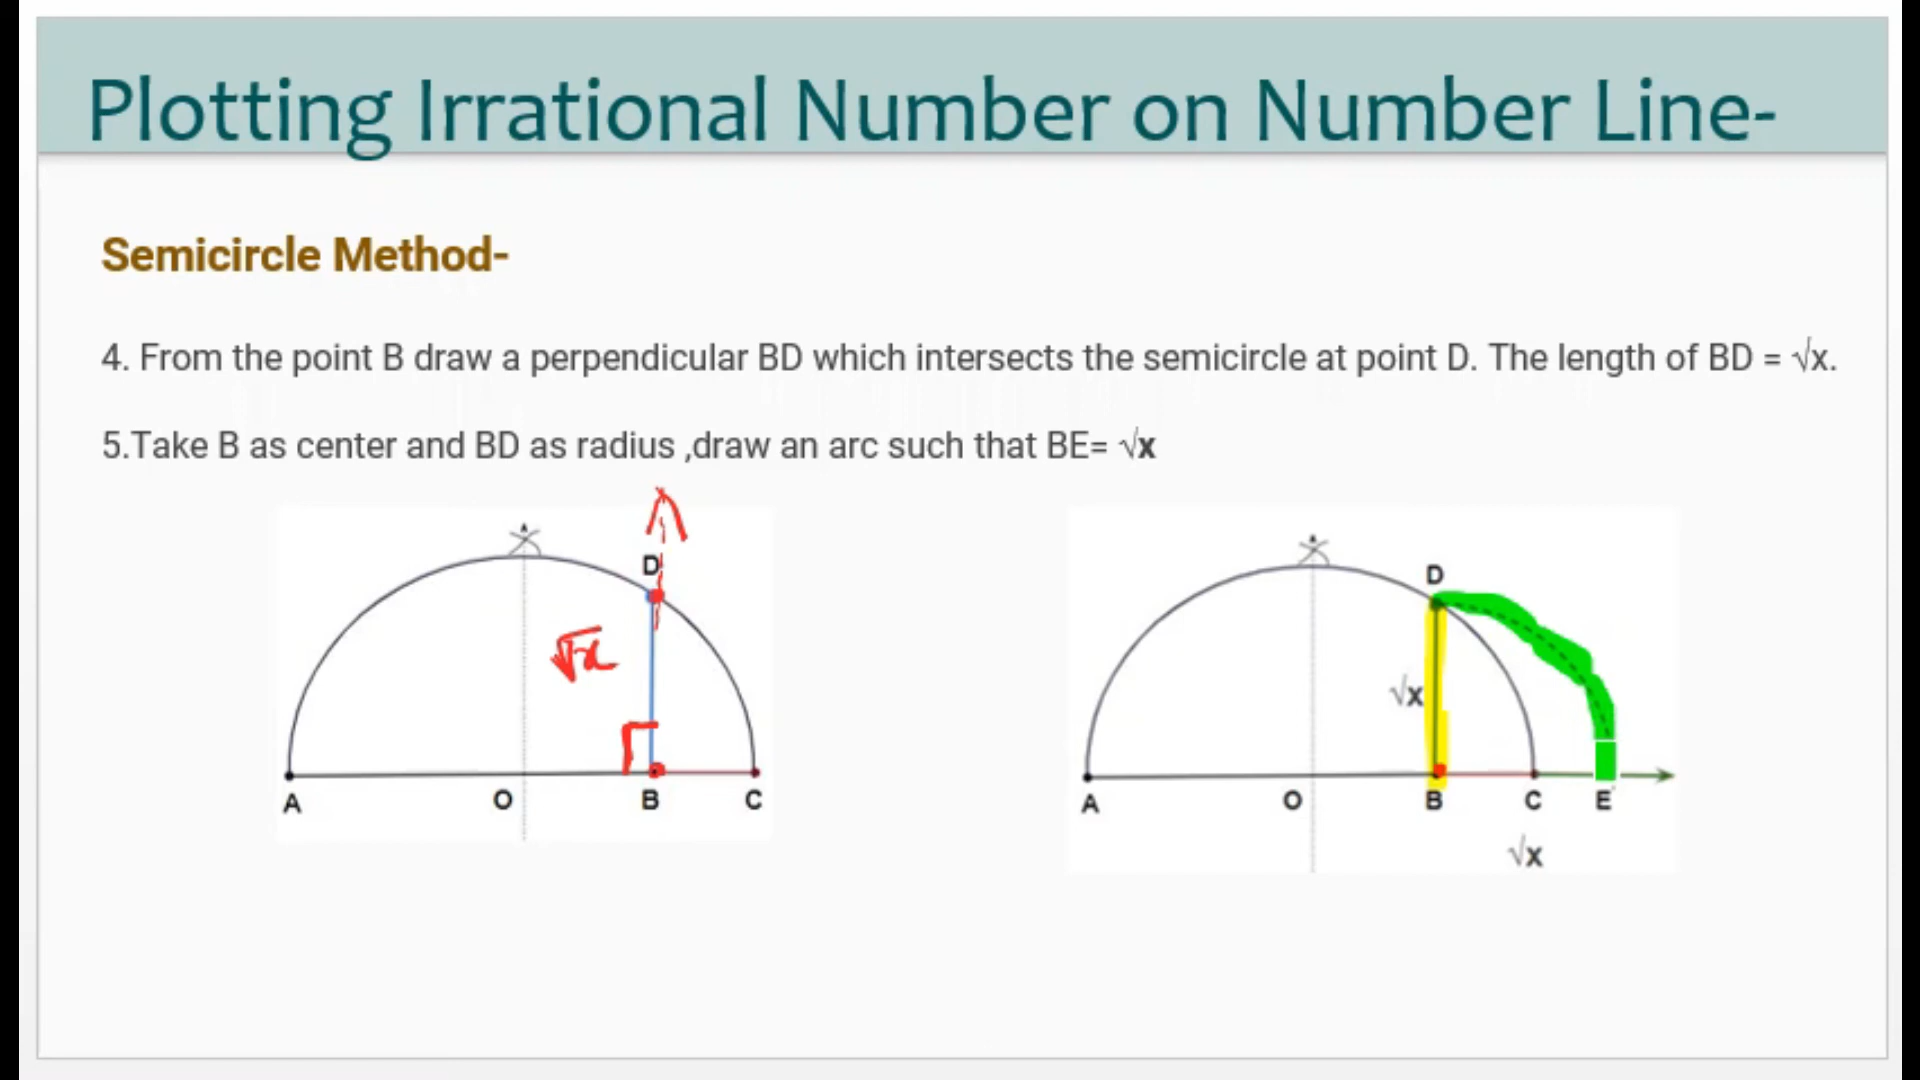 Plotting Irrational Number on Number Line-
Semicircle Method-
4. From the point B draw a perpendicular BD which intersects the semicircle at point D. The length of BD = √x.
5.Take B as center and BD as radius ,draw an arc such that BE= √x
D
√x
A O B C
D
√x
A O B C E
√x